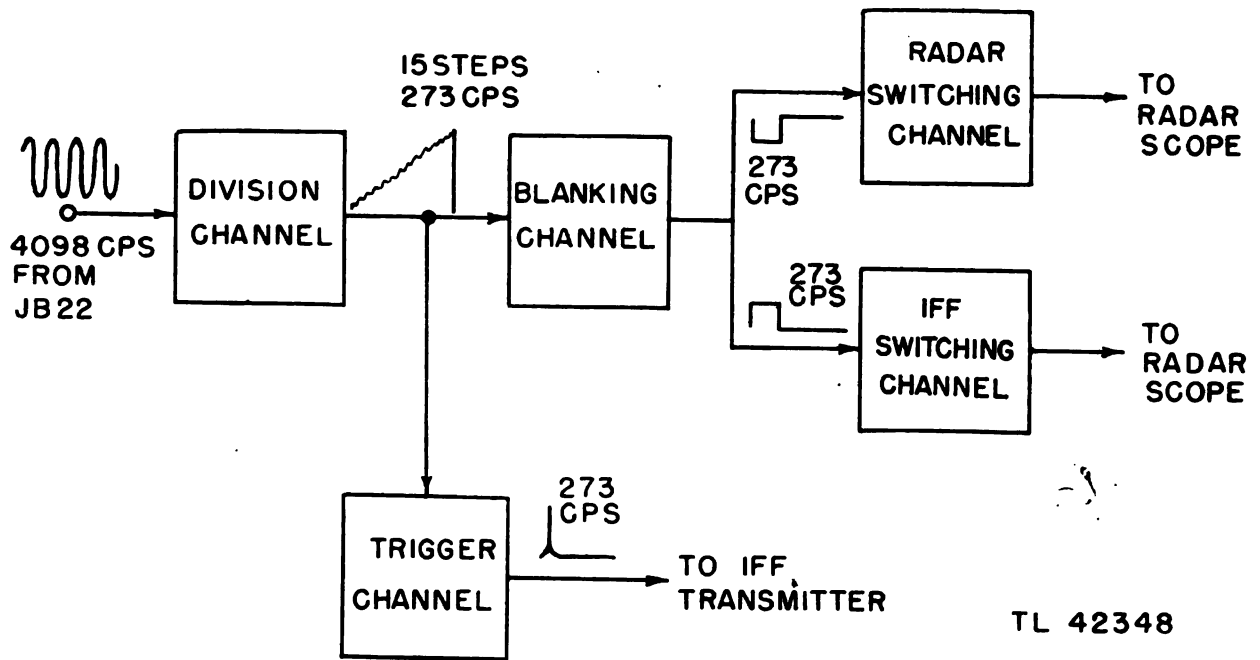 15 STEPS
273 CPS
4098 CPS
FROM
JB 22
DIVISION
CHANNEL
BLANKING
CHANNEL
273
CPS
RADAR
SWITCHING
CHANNEL
TO
RADAR
SCOPE
273
CPS
IFF
SWITCHING
CHANNEL
TO
RADAR
SCOPE
TRIGGER
CHANNEL
273
CPS
TO IFF
TRANSMITTER
TL 42348